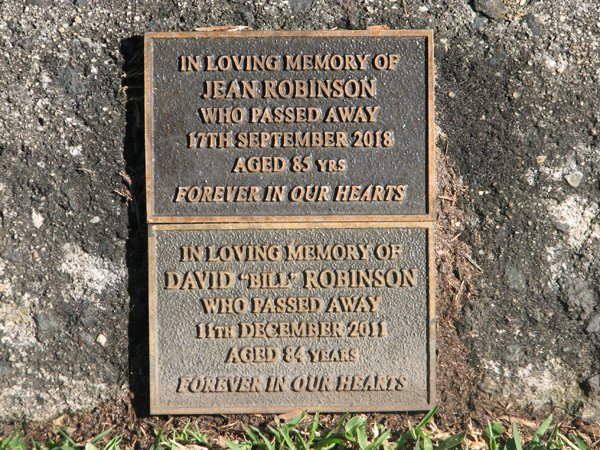 IN LOVING MEMORY OF
JEAN ROBINSON
WHO PASSED AWAY
17TH SEPTEMBER 2018
AGED 85 YRS
FOREVER IN OUR HEARTS
IN LOVING MEMORY OF
DAVID "BILL" ROBINSON
WHO PASSED AWAY
11TH DECEMBER 2011
AGED 84 YEARS
FOREVER IN OUR HEARTS